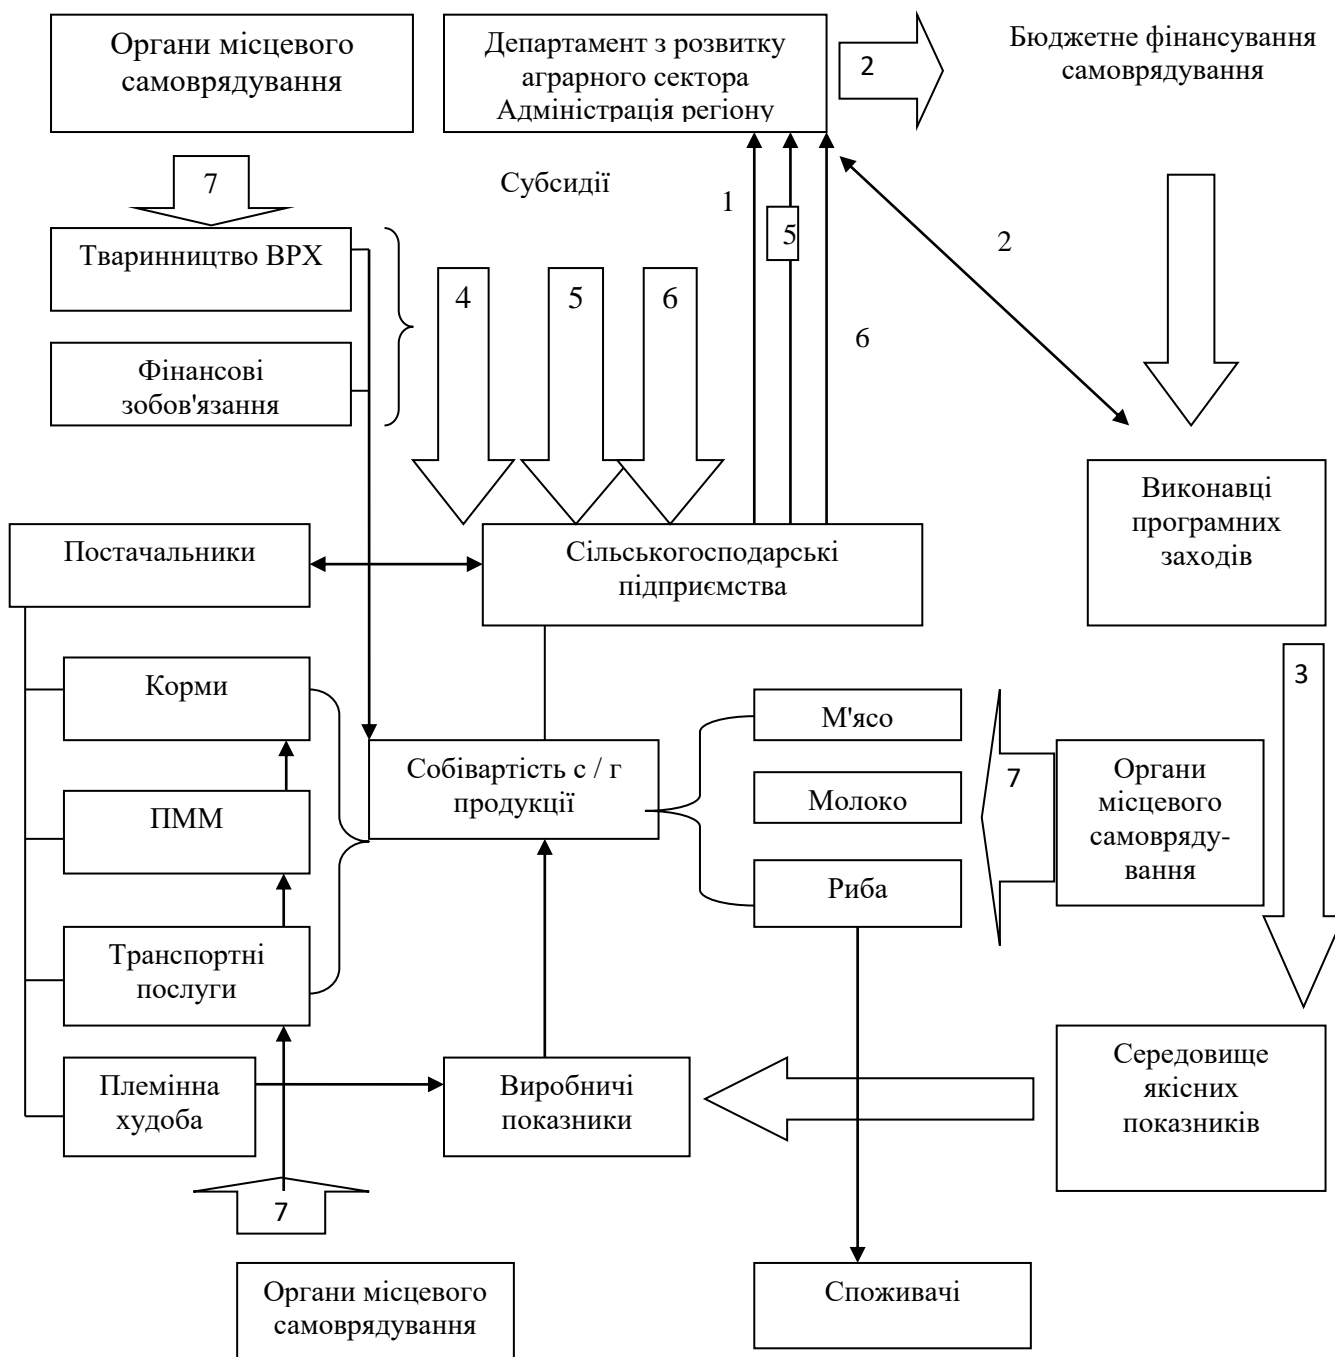 Органи місцевого
самоврядування
Департамент з розвитку
аграрного сектора
Адміністрація регіону
2
Бюджетне фінансування
самоврядування
7
Субсидії
1
5
2
Тваринництво ВРХ
4
5
6
6
Фінансові
зобов'язання
Виконавці
програмних
заходів
Постачальники
Сільськогосподарські
підприємства
3
Корми
М'ясо
Собівартість с / г
продукції
7
Органи
місцевого
самовряду-
вання
ПММ
Молоко
Риба
Транспортні
послуги
Племінна
худоба
Виробничі
показники
Середовище
якісних
показників
7
Органи місцевого
самоврядування
Споживачі